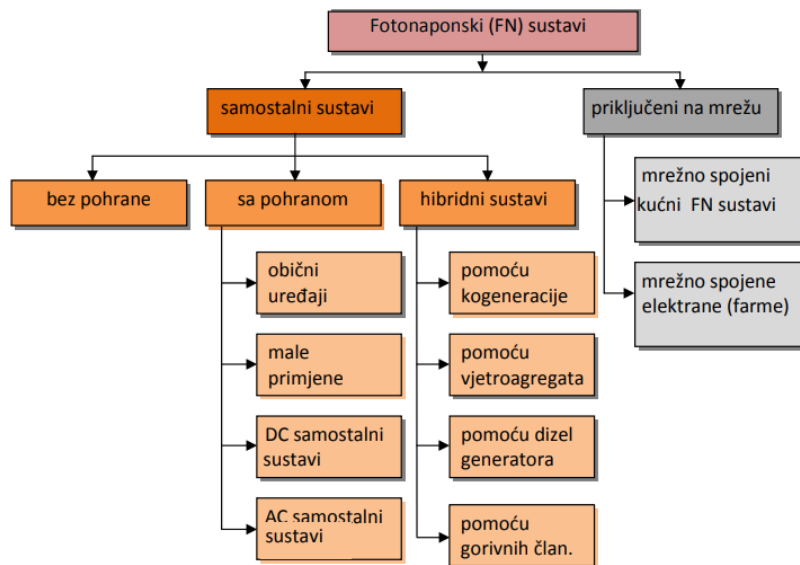 Fotonaponski (FN) sustavi
samostalni sustavi
priključeni na mrežu
bez pohrane
sa pohranom
hibridni sustavi
mrežno spojeni
kućni FN sustavi
obični
uređaji
pomoću
kogeneracije
mrežno spojene
elektrane (farme)
male
primjene
pomoću
vjetroagregata
DC samostalni
sustavi
pomoću dizel
generatora
AC samostalni
sustavi
pomoću
gorivnih član.